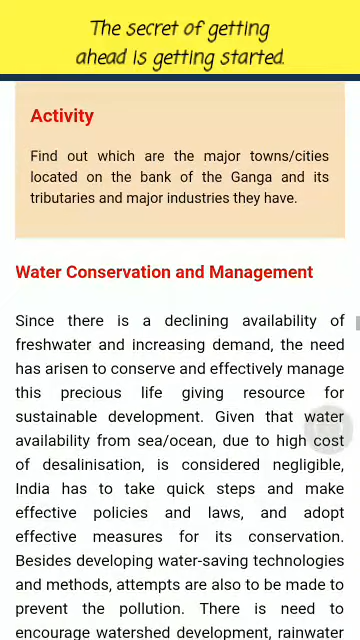 The secret of getting
ahead is getting started.
Activity
Find out which are the major towns/cities
located on the bank of the Ganga and its
tributaries and major industries they have.
Water Conservation and Management
Since there is a declining availability of
freshwater and increasing demand, the need
has arisen to conserve and effectively manage
this precious life giving resource for
sustainable development. Given that water
availability from sea/ocean, due to high cost
of desalinisation, is considered negligible,
India has to take quick steps and make
effective policies and laws, and adopt
effective measures for its conservation.
Besides developing water-saving technologies
and methods, attempts are also to be made to
prevent the pollution. There is need to
encourage watershed development, rainwater